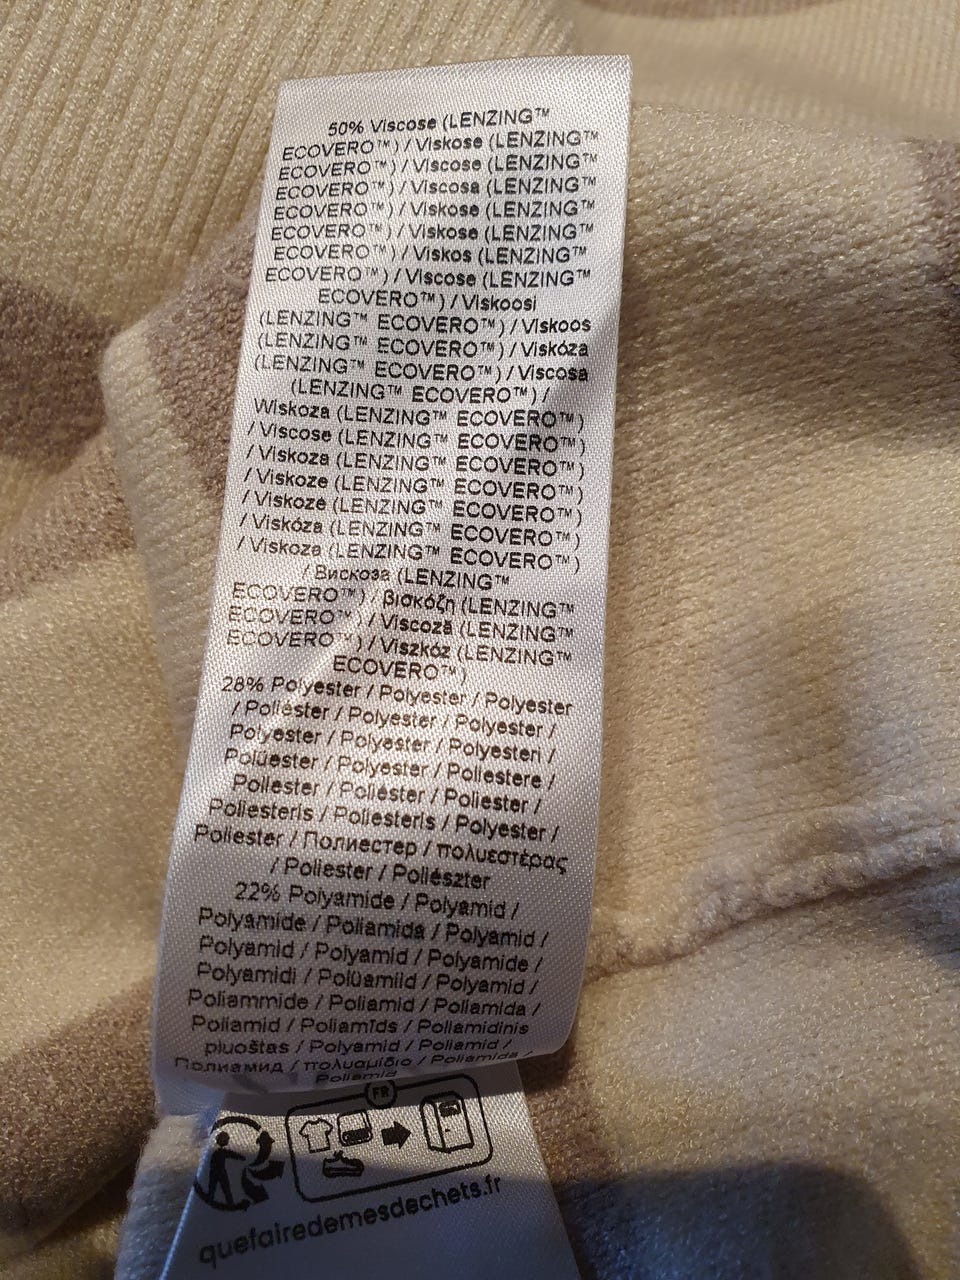 50% Viscose (LENZING™
ECOVERO™) / Viskose (LENZING™
ECOVERO™) / Viscose (LENZING™
ECOVERO™) / Viscosa (LENZING™
ECOVERO™) / Viskose (LENZING™
ECOVERO™) / Viskose (LENZING™
ECOVERO™) / Viskos (LENZING™
ECOVERO™) / Viscose (LENZING™
ECOVERO™) / Viskoosi
(LENZING™ ECOVERO™) / Viskoos
(LENZING™ ECOVERO™) / Viskóza
(LENZING™ ECOVERO™) / Viscosa
(LENZING™ ECOVERO™) /
Wiskoza (LENZING™ ECOVERO™)
/ Viscose (LENZING™ ECOVERO™)
/ Viskoza (LENZING™ ECOVERO™)
/ Viskoze (LENZING™ ECOVERO™)
/ Viskozė (LENZING™ ECOVERO™)
/ Viskóza (LENZING™ ECOVERO™)
/ Viskoza (LENZING™ ECOVERO™)
/ Вискоза (LENZING™
ECOVERO™) / βισκόζη (LENZING™
ECOVERO™) / Viscoză (LENZING™
ECOVERO™) / Viszkóz (LENZING™
ECOVERO™)
28% Polyester / Polyester / Polyester
/ Poliéster / Polyester / Polyester /
Polyester / Polyester / Polyesteri /
Polüester / Polyester / Poliestere /
Poliester / Poliéster / Poliester /
Poliesteris / Poliesteris / Polyester /
Poliester / Полиестер / πολυεστέρας
/ Poliester / Poliészter
22% Polyamide / Polyamid /
Polyamide / Poliamida / Polyamid /
Polyamid / Polyamid / Polyamide /
Polyamidi / Polüamiid / Polyamid /
Poliammide / Poliamid / Poliamida /
Poliamid / Poliamīds / Poliamidinis
pluoštas / Polyamid / Poliamid /
Полиамид / πολυαμίδιο / Poliamida /
Poliamid
FR
quefairedemesdechets.fr